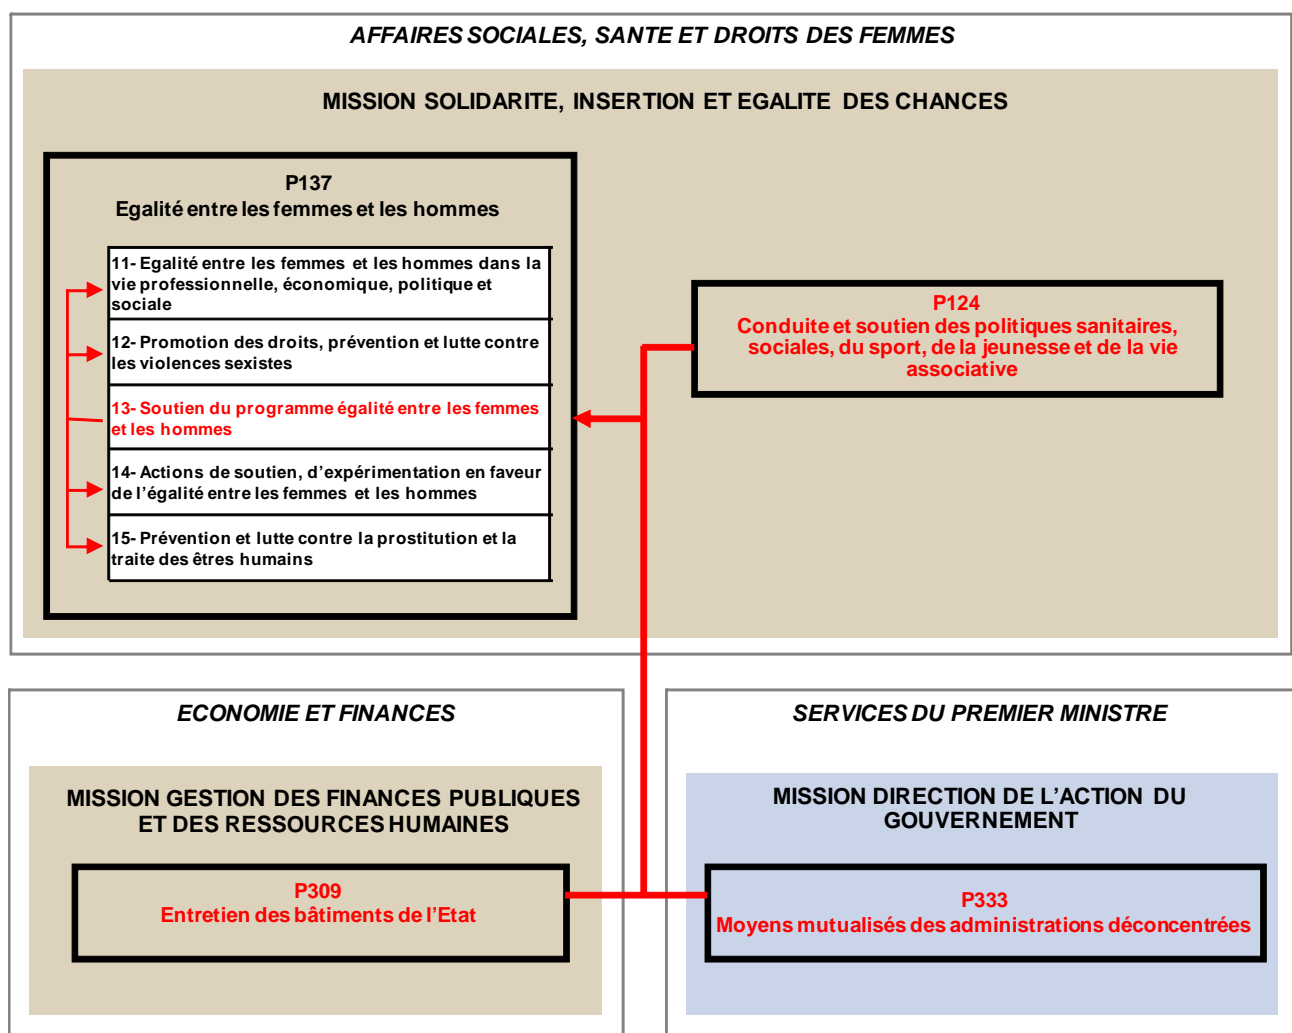 AFFAIRES SOCIALES, SANTE ET DROITS DES FEMMES
MISSION SOLIDARITE, INSERTION ET EGALITE DES CHANCES
P137
Egalité entre les femmes et les hommes
11- Egalité entre les femmes et les hommes dans la
vie professionnelle, économique, politique et
sociale
12- Promotion des droits, prévention et lutte contre
les violences sexistes
13- Soutien du programme égalité entre les femmes
et les hommes
14- Actions de soutien, d’expérimentation en faveur
de l’égalité entre les femmes et les hommes
15- Prévention et lutte contre la prostitution et la
traite des êtres humains
P124
Conduite et soutien des politiques sanitaires,
sociales, du sport, de la jeunesse et de la vie
associative
ECONOMIE ET FINANCES
MISSION GESTION DES FINANCES PUBLIQUES
ET DES RESSOURCES HUMAINES
P309
Entretien des bâtiments de l’Etat
SERVICES DU PREMIER MINISTRE
MISSION DIRECTION DE L’ACTION DU
GOUVERNEMENT
P333
Moyens mutualisés des administrations déconcentrées